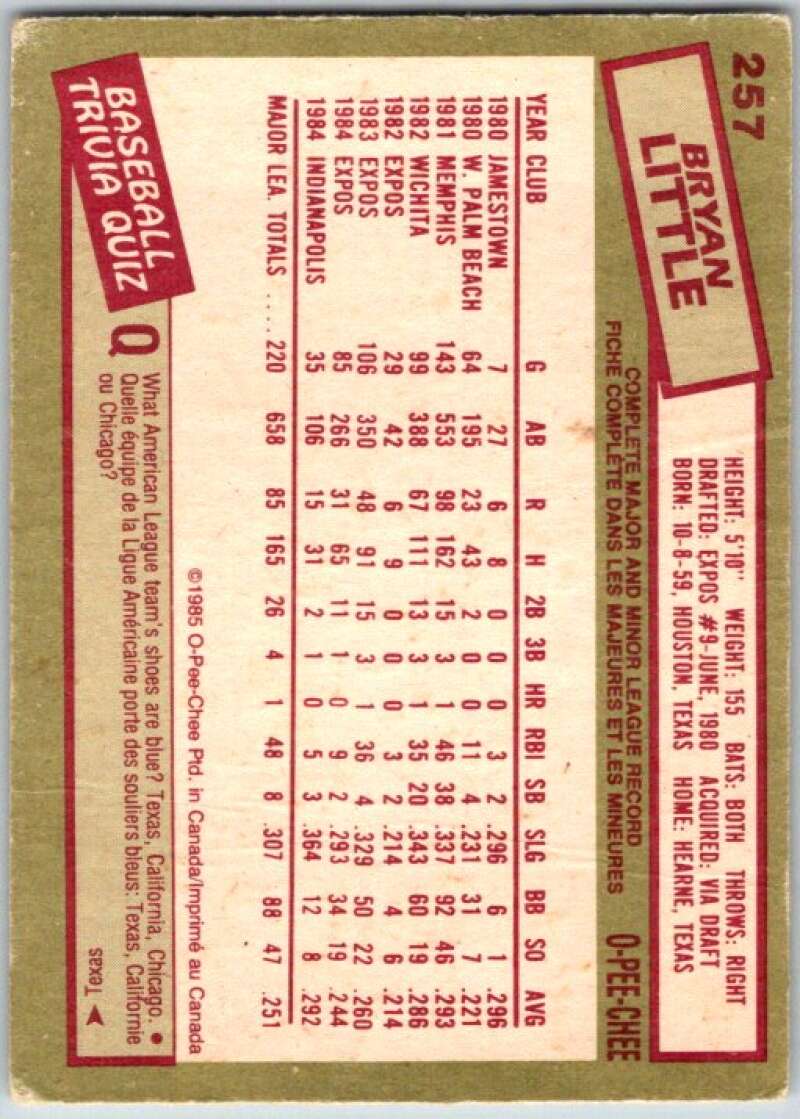 257
BRYAN
LITTLE
HEIGHT: 5'10" WEIGHT: 155 BATS: BOTH THROWS: RIGHT
DRAFTED: EXPOS #9-JUNE, 1980 ACQUIRED: VIA DRAFT
BORN: 10-8-59, HOUSTON, TEXAS HOME: HEARNE, TEXAS
COMPLETE MAJOR AND MINOR LEAGUE RECORD
FICHE COMPLÈTE DANS LES MAJEURES ET LES MINEURES
O-PEE-CHEE
YEAR CLUB G AB R H 2B 3B HR RBI SB SLG BB SO AVG
1980 JAMESTOWN 7 27 6 8 0 0 0 3 2 .296 6 1 .296
1980 W. PALM BEACH 64 195 23 43 2 0 0 11 4 .231 31 7 .221
1981 MEMPHIS 143 553 98 162 15 3 1 46 38 .337 92 46 .293
1982 WICHITA 99 388 67 111 13 3 1 35 20 .343 60 19 .286
1982 EXPOS 29 42 6 9 0 0 0 3 2 .214 4 6 .214
1983 EXPOS 106 350 48 91 15 3 1 36 4 .329 50 22 .260
1984 EXPOS 85 266 31 65 11 1 0 9 2 .293 34 19 .244
1984 INDIANAPOLIS 35 106 15 31 2 1 0 5 3 .364 12 8 .292
MAJOR LEA. TOTALS .... 220 658 85 165 26 4 1 48 8 .307 88 47 .251
©1985 O-Pee-Chee Ptd. in Canada/Imprimé au Canada
BASEBALL
TRIVIA QUIZ
Q
What American League team's shoes are blue? Texas, California, Chicago. •
Quelle équipe de la Ligue Américaine porte des souliers bleus: Texas, Californie
ou Chicago?
Texas